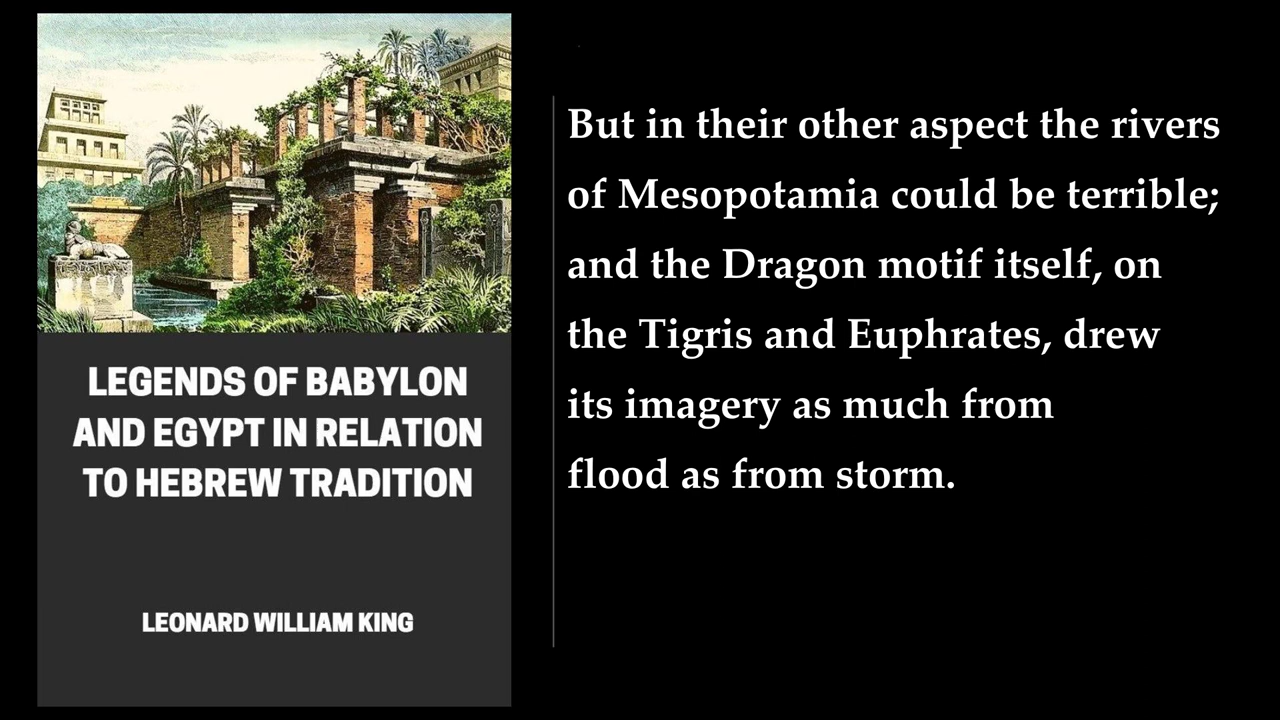 LEGENDS OF BABYLON
AND EGYPT IN RELATION
TO HEBREW TRADITION
LEONARD WILLIAM KING
But in their other aspect the rivers
of Mesopotamia could be terrible;
and the Dragon motif itself, on
the Tigris and Euphrates, drew
its imagery as much from
flood as from storm.